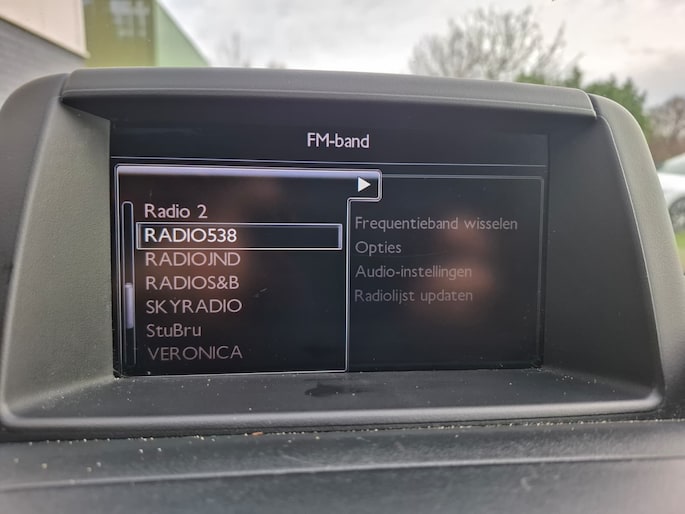 FM-band
Radio 2
RADIO538
RADIOJND
RADIOS&B
SKYRADIO
StuBru
VERONICA
Frequentieband wisselen
Opties
Audio-instellingen
Radiolijst updaten